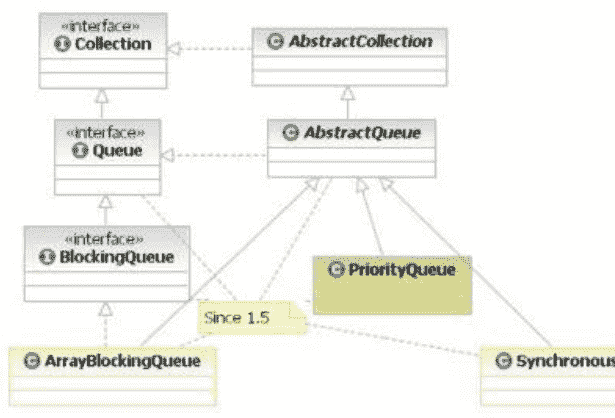 «interface»
Collection
AbstractCollection
«interface»
Queue
AbstractQueue
«interface»
BlockingQueue
PriorityQueue
Since 1.5
ArrayBlockingQueue
Synchronous